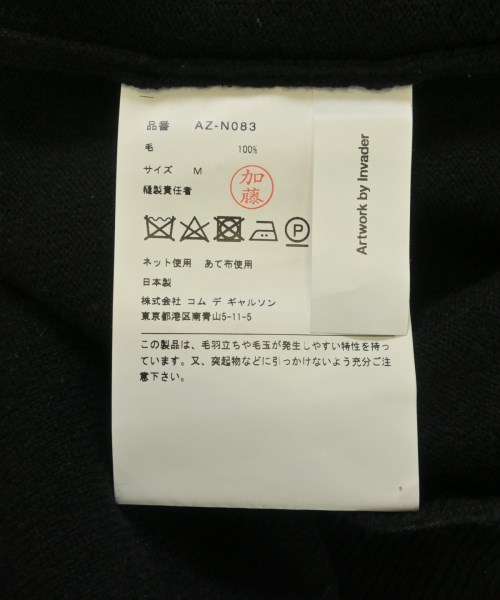 品番 AZ-N083
毛 100%
サイズ M
縫製責任者
加藤
P
ネット使用 あて布使用
日本製
株式会社 コム デ ギャルソン
東京都港区南青山5-11-5
この製品は、毛羽立ちや毛玉が発生しやすい特性を持っ
ています。又、突起物などに引っかけないよう充分ご注
意下さい。
Artwork by Invader